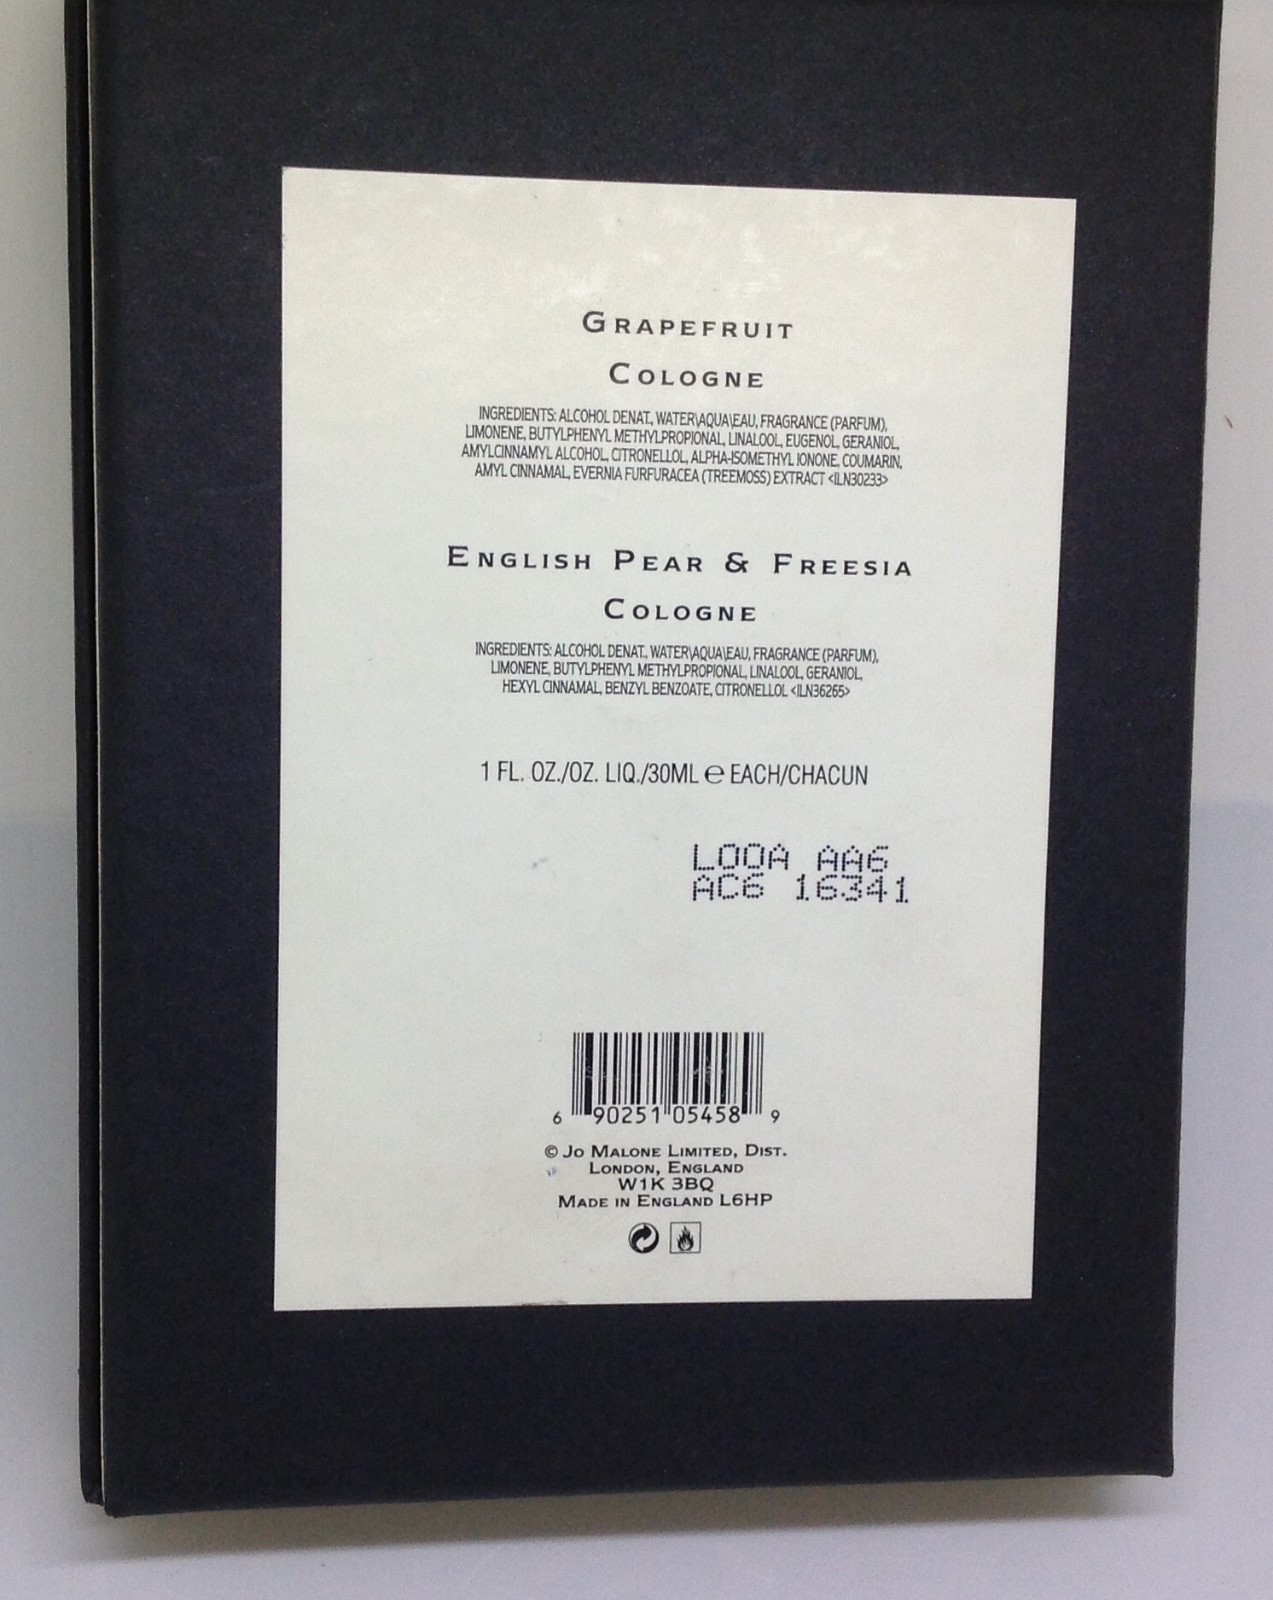 GRAPEFRUIT
COLOGNE
INGREDIENTS: ALCOHOL DENAT., WATER\AQUA\EAU, FRAGRANCE (PARFUM),
LIMONENE, BUTYLPHENYL METHYLPROPIONAL, LINALOOL, EUGENOL, GERANIOL,
AMYLCINNAMYL ALCOHOL, CITRONELLOL, ALPHA-ISOMETHYL IONONE, COUMARIN,
AMYL CINNAMAL, EVERNIA FURFURACEA (TREEMOSS) EXTRACT <ILN30233>
ENGLISH PEAR & FREESIA
COLOGNE
INGREDIENTS: ALCOHOL DENAT., WATER\AQUA\EAU, FRAGRANCE (PARFUM),
LIMONENE, BUTYLPHENYL METHYLPROPIONAL, LINALOOL, GERANIOL,
HEXYL CINNAMAL, BENZYL BENZOATE, CITRONELLOL <ILN36265>
1 FL. OZ./OZ. LIQ./30ML ℮ EACH/CHACUN
L00A AA6
AC6 16341
6 90251 05458 9
© JO MALONE LIMITED, DIST.
LONDON, ENGLAND
W1K 3BQ
MADE IN ENGLAND L6HP